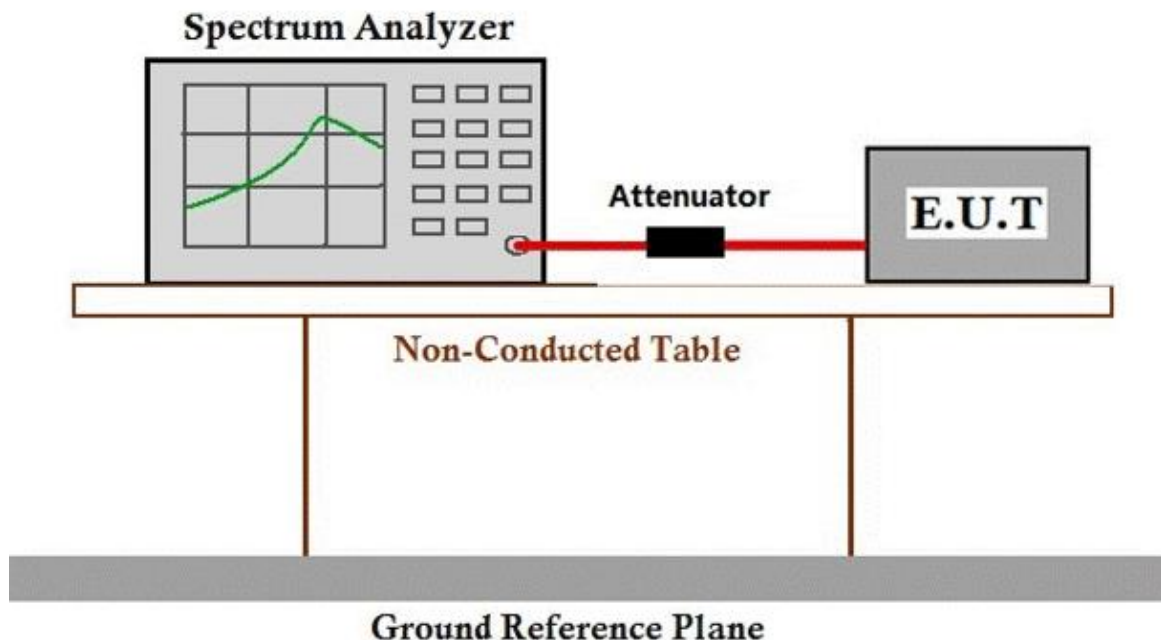 Spectrum Analyzer
Attenuator
E.U.T
Non-Conducted Table
Ground Reference Plane